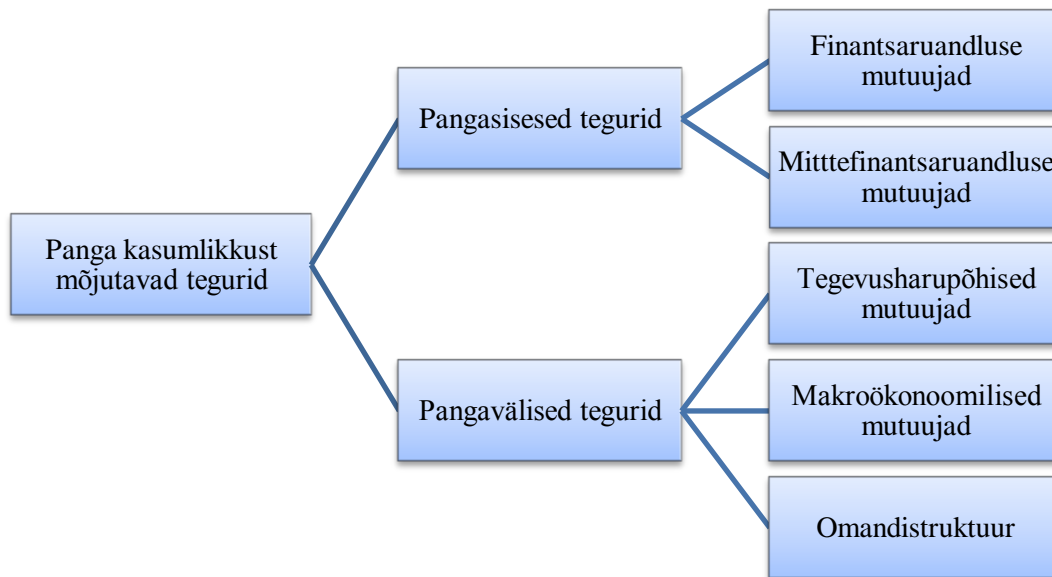 Panga kasumlikkust
mõjutavad tegurid
Pangasisesed tegurid
Finantsaruandluse
mutuujad
Mitttefinantsaruandluse
mutuujad
Pangavälised tegurid
Tegevusharupõhised
mutuujad
Makroökonoomilised
mutuujad
Omandistruktuur